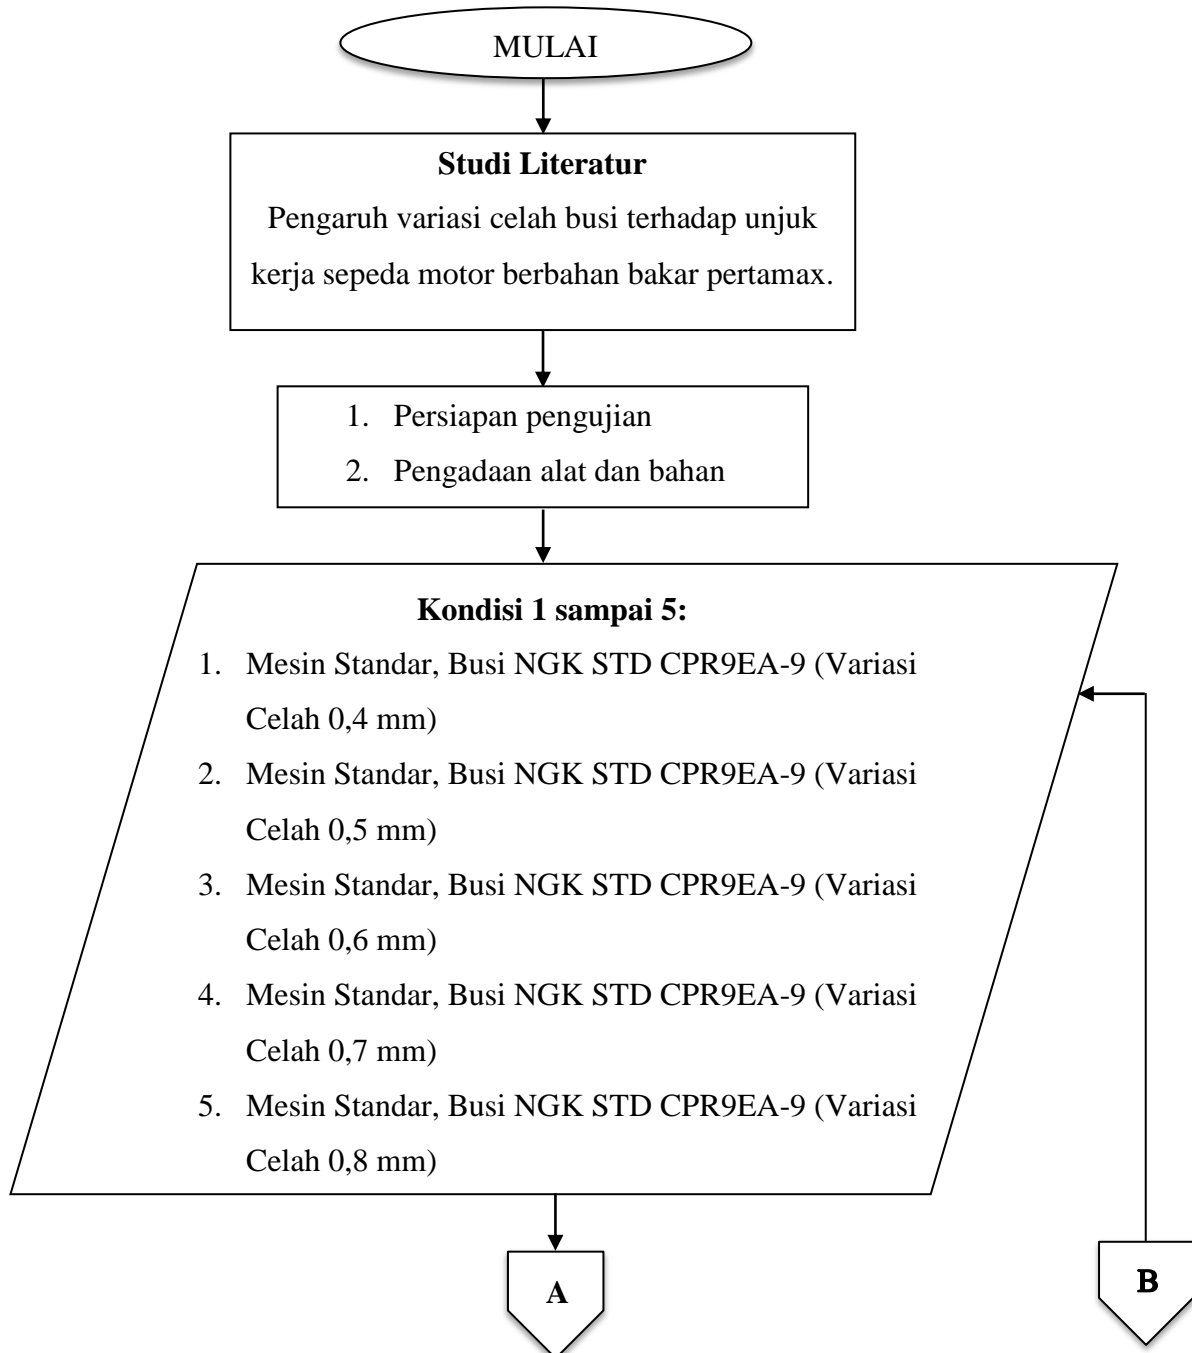 MULAI
Studi Literatur
Pengaruh variasi celah busi terhadap unjuk
kerja sepeda motor berbahan bakar pertamax.
1. Persiapan pengujian
2. Pengadaan alat dan bahan
Kondisi 1 sampai 5:
1. Mesin Standar, Busi NGK STD CPR9EA-9 (Variasi
Celah 0,4 mm)
2. Mesin Standar, Busi NGK STD CPR9EA-9 (Variasi
Celah 0,5 mm)
3. Mesin Standar, Busi NGK STD CPR9EA-9 (Variasi
Celah 0,6 mm)
4. Mesin Standar, Busi NGK STD CPR9EA-9 (Variasi
Celah 0,7 mm)
5. Mesin Standar, Busi NGK STD CPR9EA-9 (Variasi
Celah 0,8 mm)
A
B